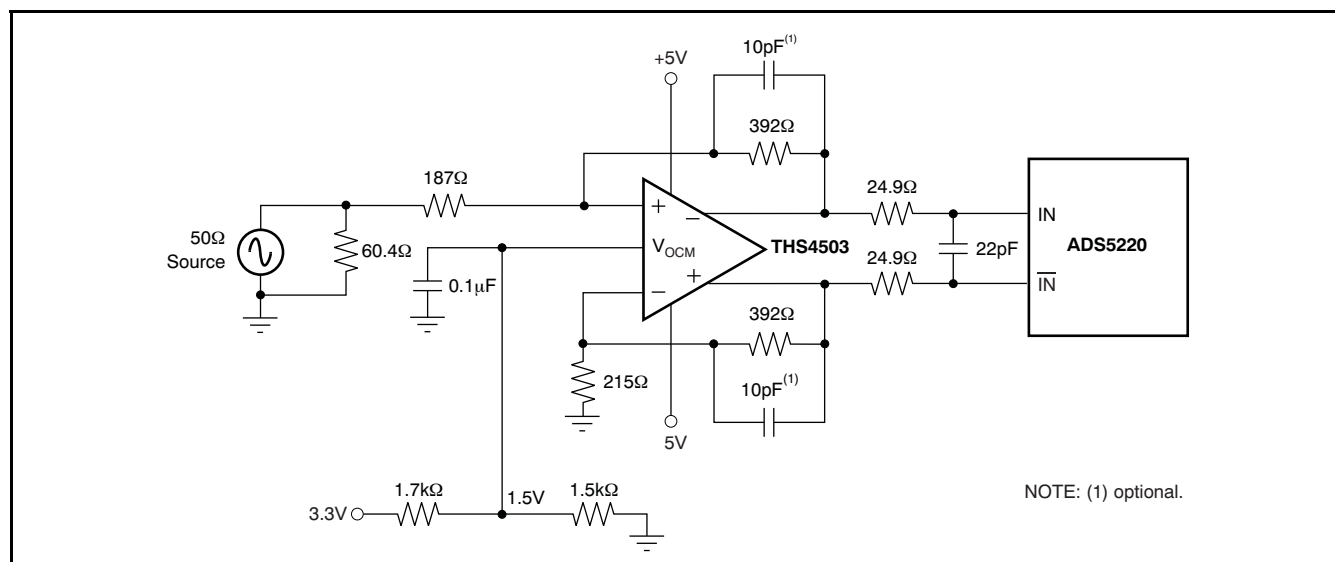 10pF(1)
+5V
392Ω
187Ω
24.9Ω
+
−
IN
50Ω
Source
60.4Ω
VOCM
THS4503
22pF
ADS5220
0.1µF
+
24.9Ω
−
IN
392Ω
215Ω
10pF(1)
5V
1.7kΩ
1.5V
1.5kΩ
3.3V
NOTE: (1) optional.